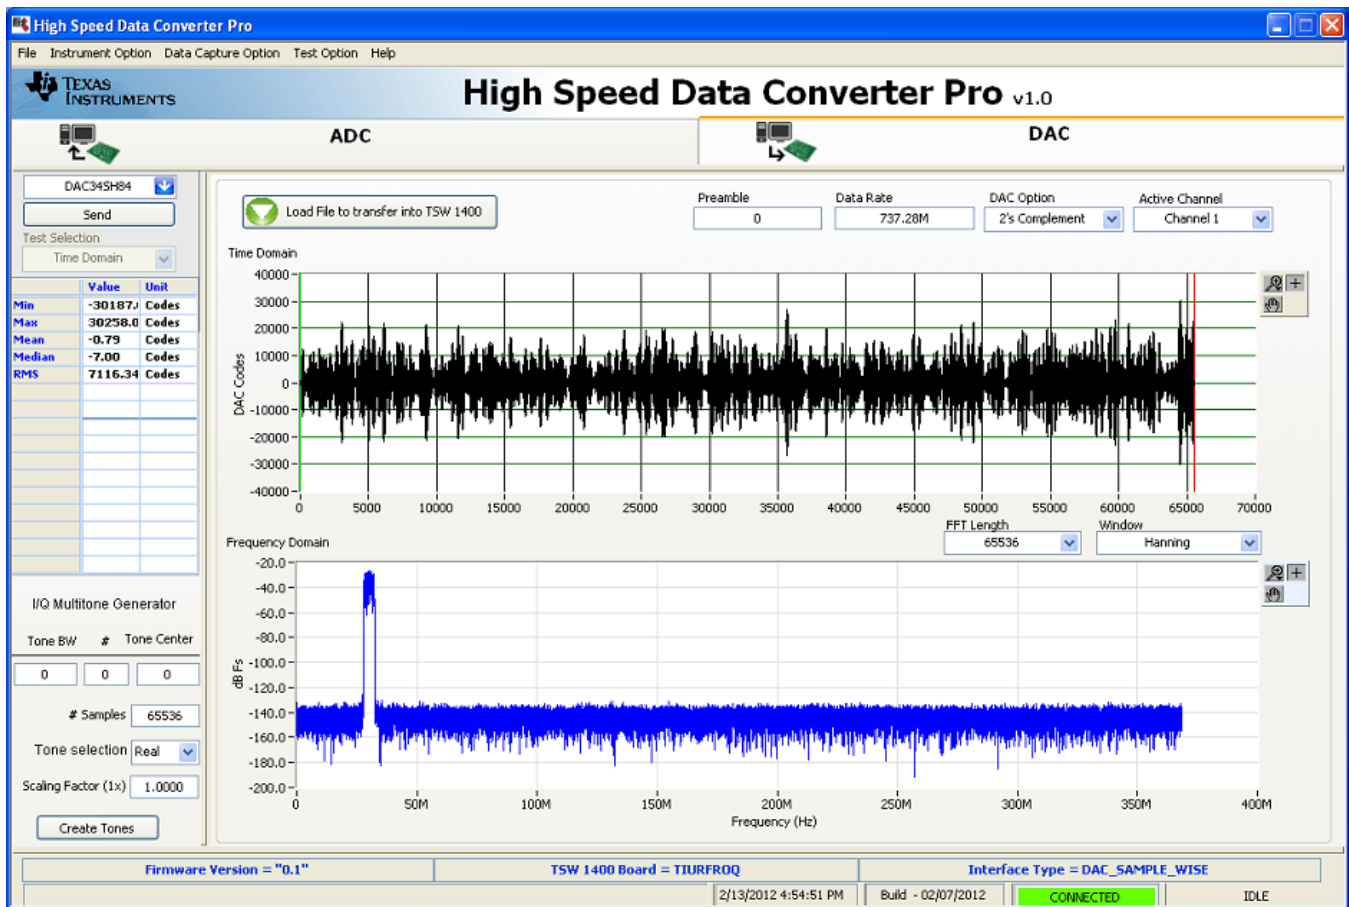 High Speed Data Converter Pro
File Instrument Option Data Capture Option Test Option Help
TEXAS INSTRUMENTS
High Speed Data Converter Pro v1.0
ADC
DAC
DAC34SH84
Send
Test Selection
Time Domain
Value Unit
Min -30187. Codes
Max 30258.0 Codes
Mean -0.79 Codes
Median -7.00 Codes
RMS 7116.34 Codes
I/Q Multitone Generator
Tone BW # Tone Center
0 0 0
# Samples 65536
Tone selection Real
Scaling Factor (1x) 1.0000
Create Tones
Load File to transfer into TSW 1400
Preamble
0
Data Rate
737.28M
DAC Option
2's Complement
Active Channel
Channel 1
Time Domain
DAC Codes
40000
30000
20000
10000
0
-10000
-20000
-30000
-40000
0 5000 10000 15000 20000 25000 30000 35000 40000 45000 50000 55000 60000 65000 70000
FFT Length
65536
Window
Hanning
Frequency Domain
dB Fs
-20.0
-40.0
-60.0
-80.0
-100.0
-120.0
-140.0
-160.0
-180.0
-200.0
0 50M 100M 150M 200M 250M 300M 350M 400M
Frequency (Hz)
Firmware Version = "0.1"
TSW 1400 Board = TIURFROQ
Interface Type = DAC_SAMPLE_WISE
2/13/2012 4:54:51 PM
Build - 02/07/2012
CONNECTED
IDLE